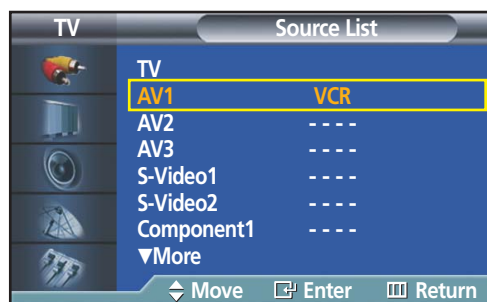 TV Source List
TV
AV1 VCR
AV2 - - - -
AV3 - - - -
S-Video1 - - - -
S-Video2 - - - -
Component1 - - - -
▼More
Move Enter Return